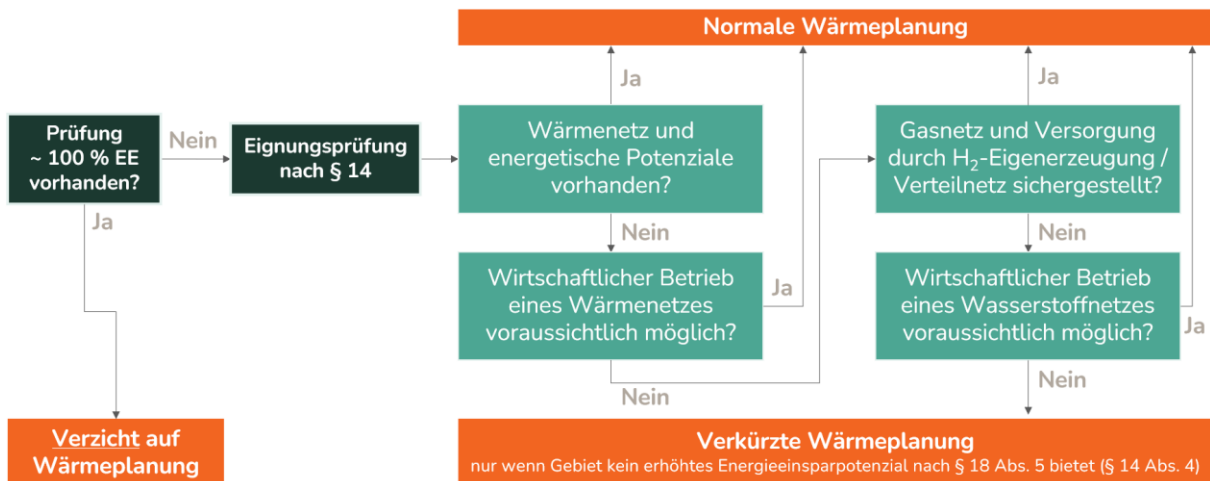 Normale Wärmeplanung
Ja
Ja
Prüfung
~ 100 % EE
vorhanden?
Nein
Eignungsprüfung
nach § 14
Wärmenetz und
energetische Potenziale
vorhanden?
Gasnetz und Versorgung
durch H₂-Eigenerzeugung /
Verteilnetz sichergestellt?
Ja
Nein
Nein
Wirtschaftlicher Betrieb
eines Wärmenetzes
voraussichtlich möglich?
Ja
Wirtschaftlicher Betrieb
eines Wasserstoffnetzes
voraussichtlich möglich?
Ja
Nein
Nein
Verzicht auf
Wärmeplanung
Verkürzte Wärmeplanung
nur wenn Gebiet kein erhöhtes Energieeinsparpotenzial nach § 18 Abs. 5 bietet (§ 14 Abs. 4)